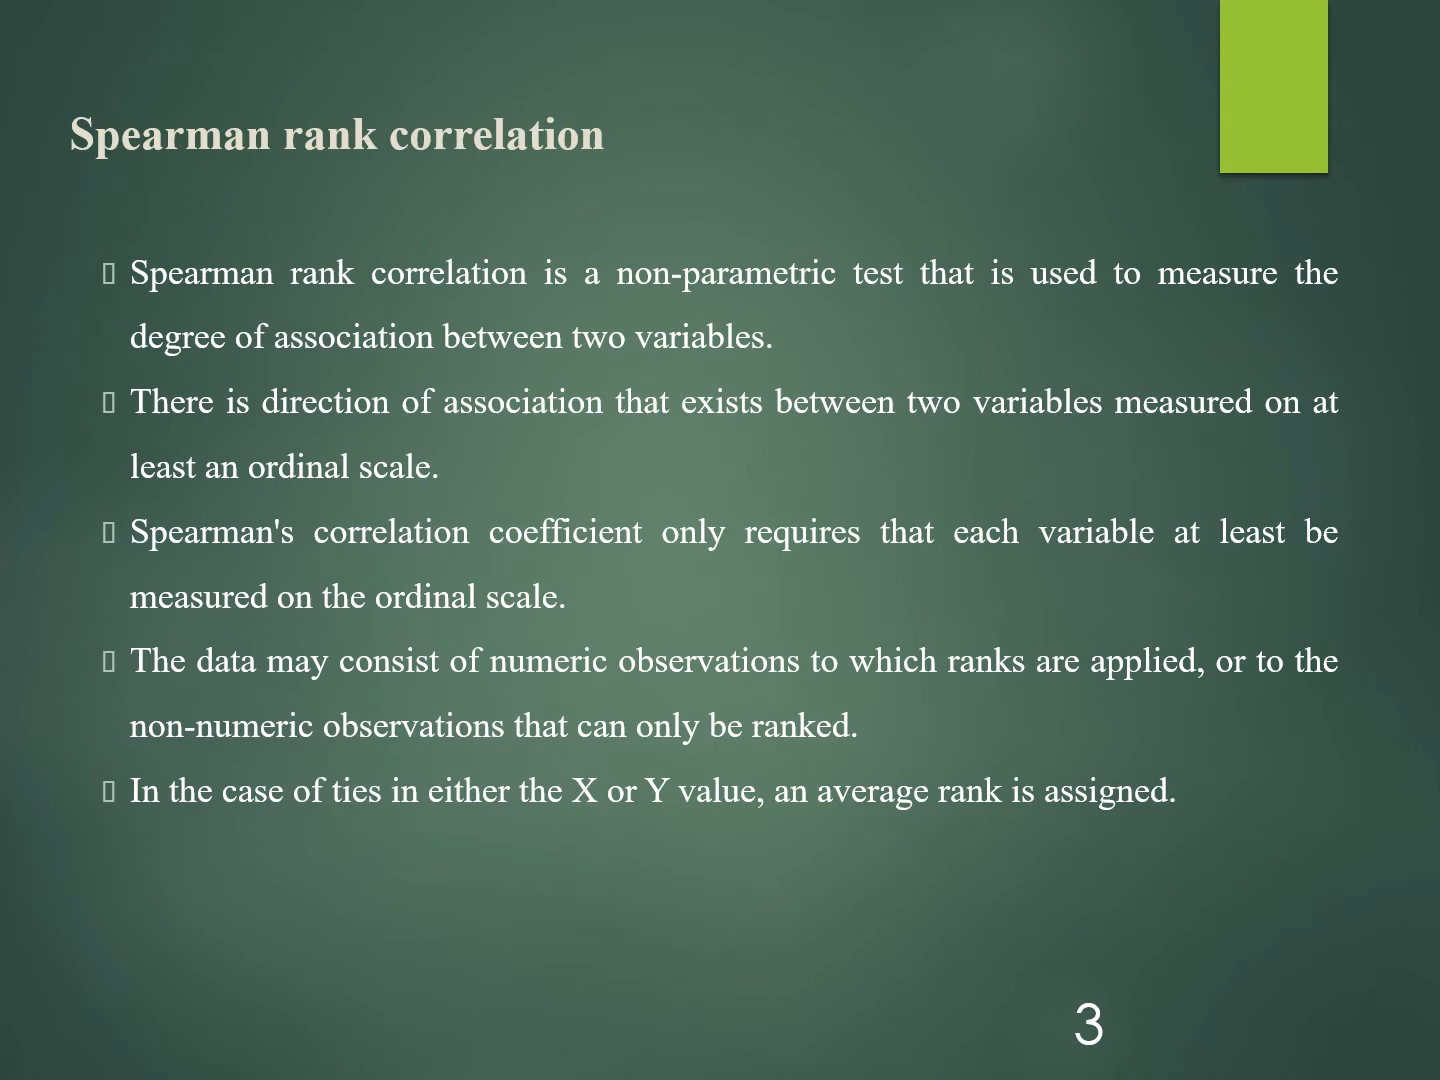 Spearman rank correlation
Spearman rank correlation is a non-parametric test that is used to measure the
degree of association between two variables.
There is direction of association that exists between two variables measured on at
least an ordinal scale.
Spearman's correlation coefficient only requires that each variable at least be
measured on the ordinal scale.
The data may consist of numeric observations to which ranks are applied, or to the
non-numeric observations that can only be ranked.
In the case of ties in either the X or Y value, an average rank is assigned.
3